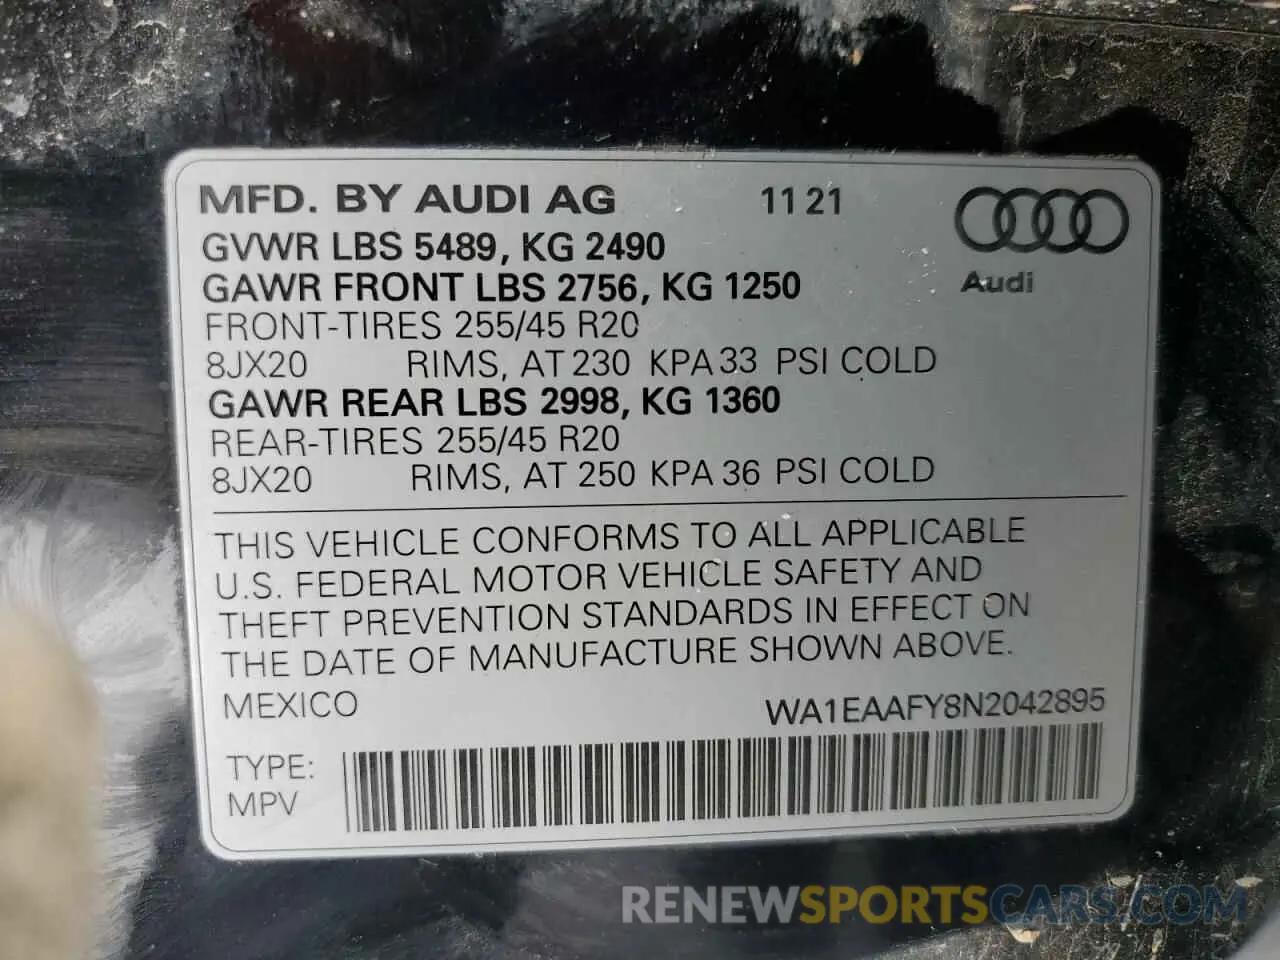 MFD. BY AUDI AG 11 21
GVWR LBS 5489, KG 2490
GAWR FRONT LBS 2756, KG 1250
Audi
FRONT-TIRES 255/45 R20
8JX20 RIMS, AT 230 KPA 33 PSI COLD
GAWR REAR LBS 2998, KG 1360
REAR-TIRES 255/45 R20
8JX20 RIMS, AT 250 KPA 36 PSI COLD
THIS VEHICLE CONFORMS TO ALL APPLICABLE
U.S. FEDERAL MOTOR VEHICLE SAFETY AND
THEFT PREVENTION STANDARDS IN EFFECT ON
THE DATE OF MANUFACTURE SHOWN ABOVE.
MEXICO WA1EAAFY8N2042895
TYPE:
MPV
RENEWSPORTSCARS.COM